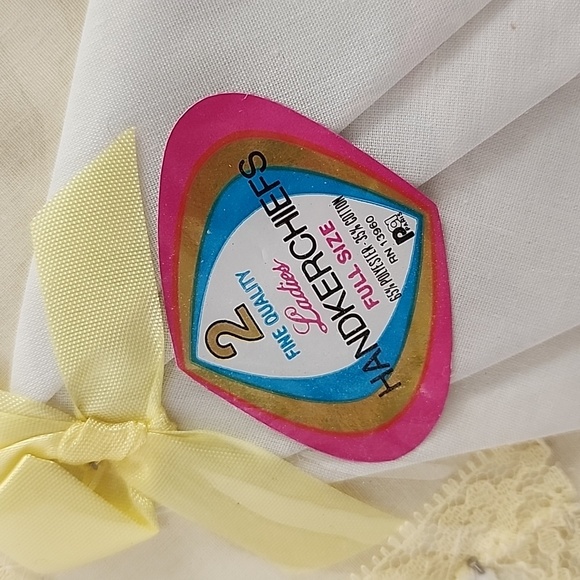 2
FINE QUALITY
Ladies
HANDKERCHIEFS
FULL SIZE
65% POLYESTER - 35% COTTON
RN 13960